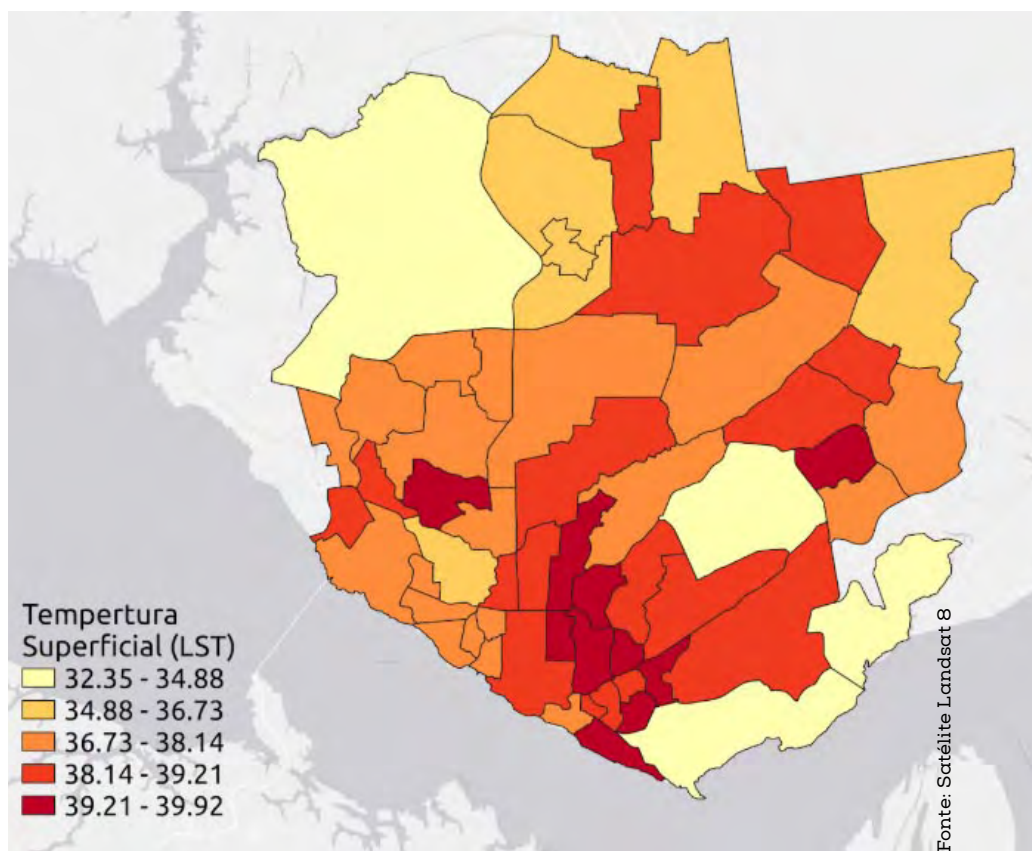 Tempertura
Superficial (LST)
32.35 - 34.88
34.88 - 36.73
36.73 - 38.14
38.14 - 39.21
39.21 - 39.92
Fonte: Satélite Landsat 8